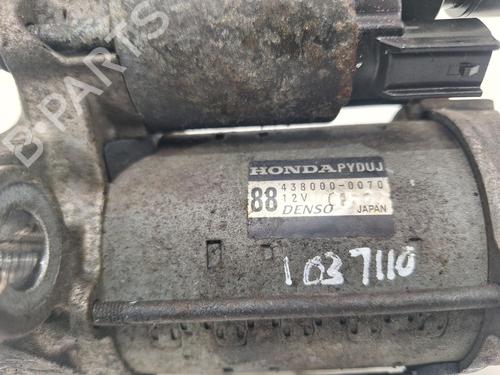 B-PARTS
HONDA PYDUJ
88 438000-0070
12V
DENSO JAPAN
1037110